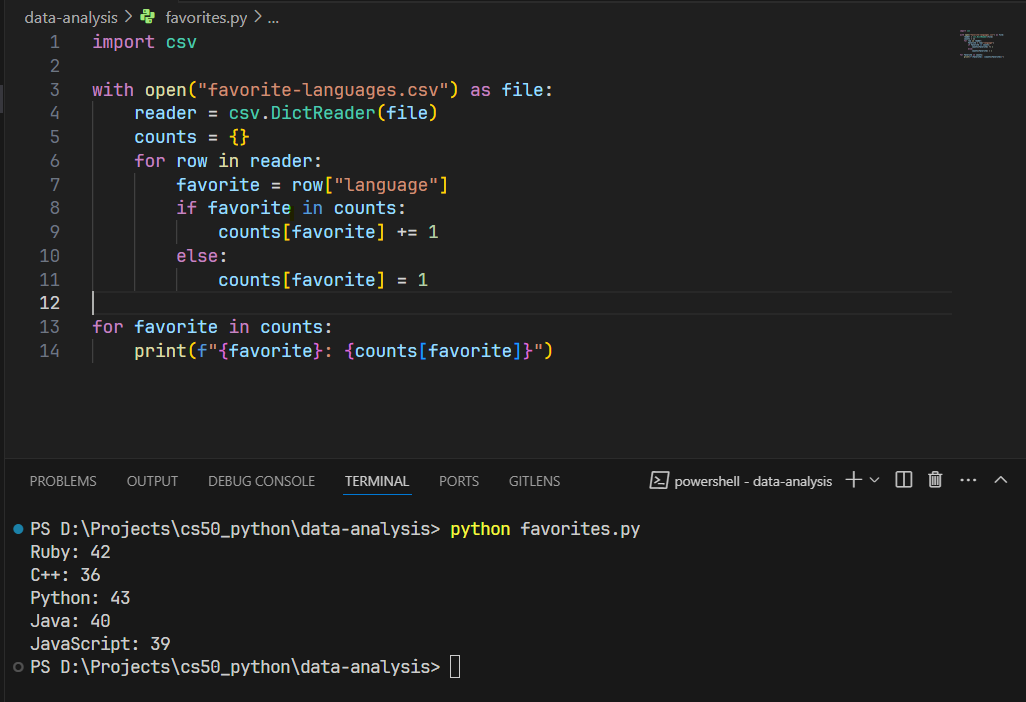 data-analysis > favorites.py > ...
1 import csv
2
3 with open("favorite-languages.csv") as file:
4     reader = csv.DictReader(file)
5     counts = {}
6     for row in reader:
7         favorite = row["language"]
8         if favorite in counts:
9             counts[favorite] += 1
10         else:
11             counts[favorite] = 1
12
13 for favorite in counts:
14     print(f"{favorite}: {counts[favorite]}")
PROBLEMS OUTPUT DEBUG CONSOLE TERMINAL PORTS GITLENS powershell - data-analysis
PS D:\Projects\cs50_python\data-analysis> python favorites.py
Ruby: 42
C++: 36
Python: 43
Java: 40
JavaScript: 39
PS D:\Projects\cs50_python\data-analysis>